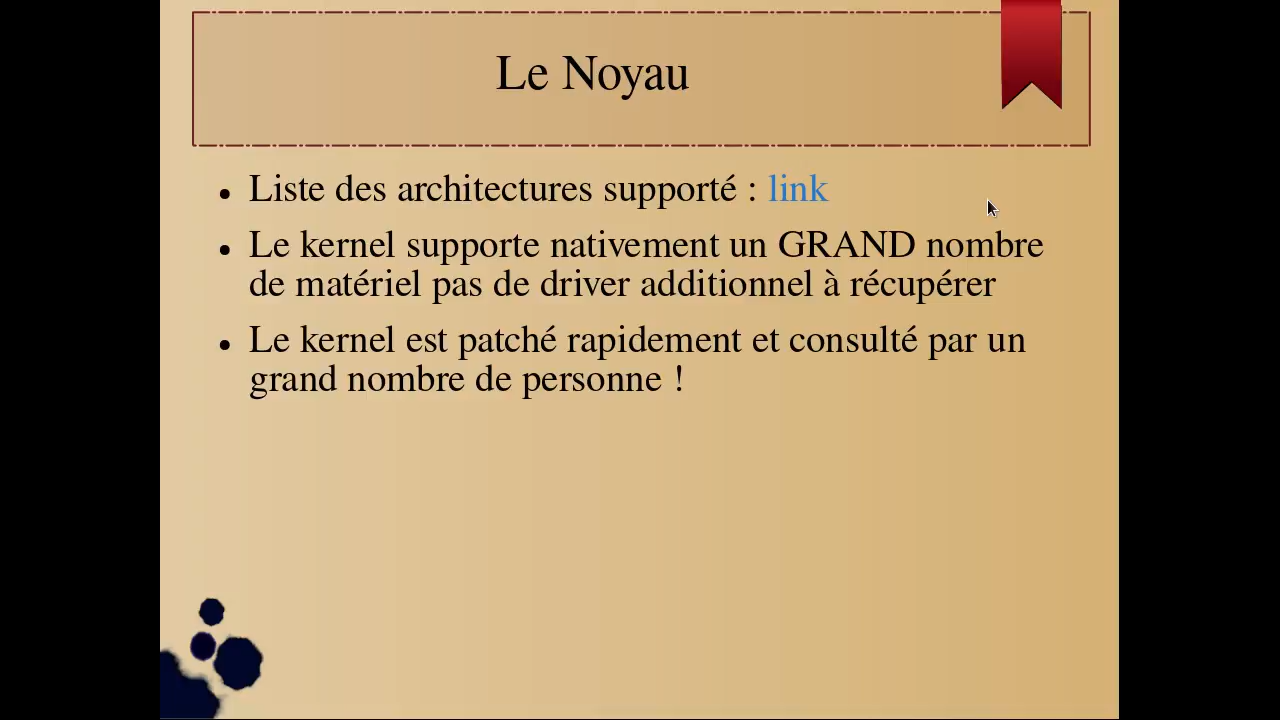 Le Noyau
Liste des architectures supporté : link
Le kernel supporte nativement un GRAND nombre
de matériel pas de driver additionnel à récupérer
Le kernel est patché rapidement et consulté par un
grand nombre de personne !